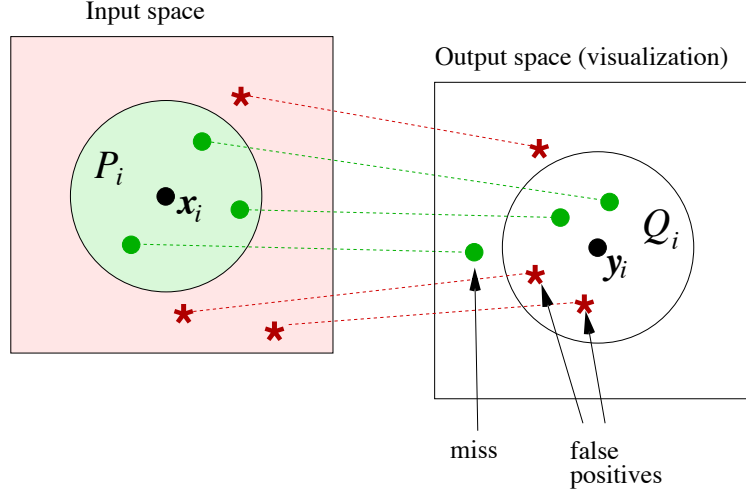 Input space
Output space (visualization)
P_i
x_i
Q_i
y_i
miss
false
positives